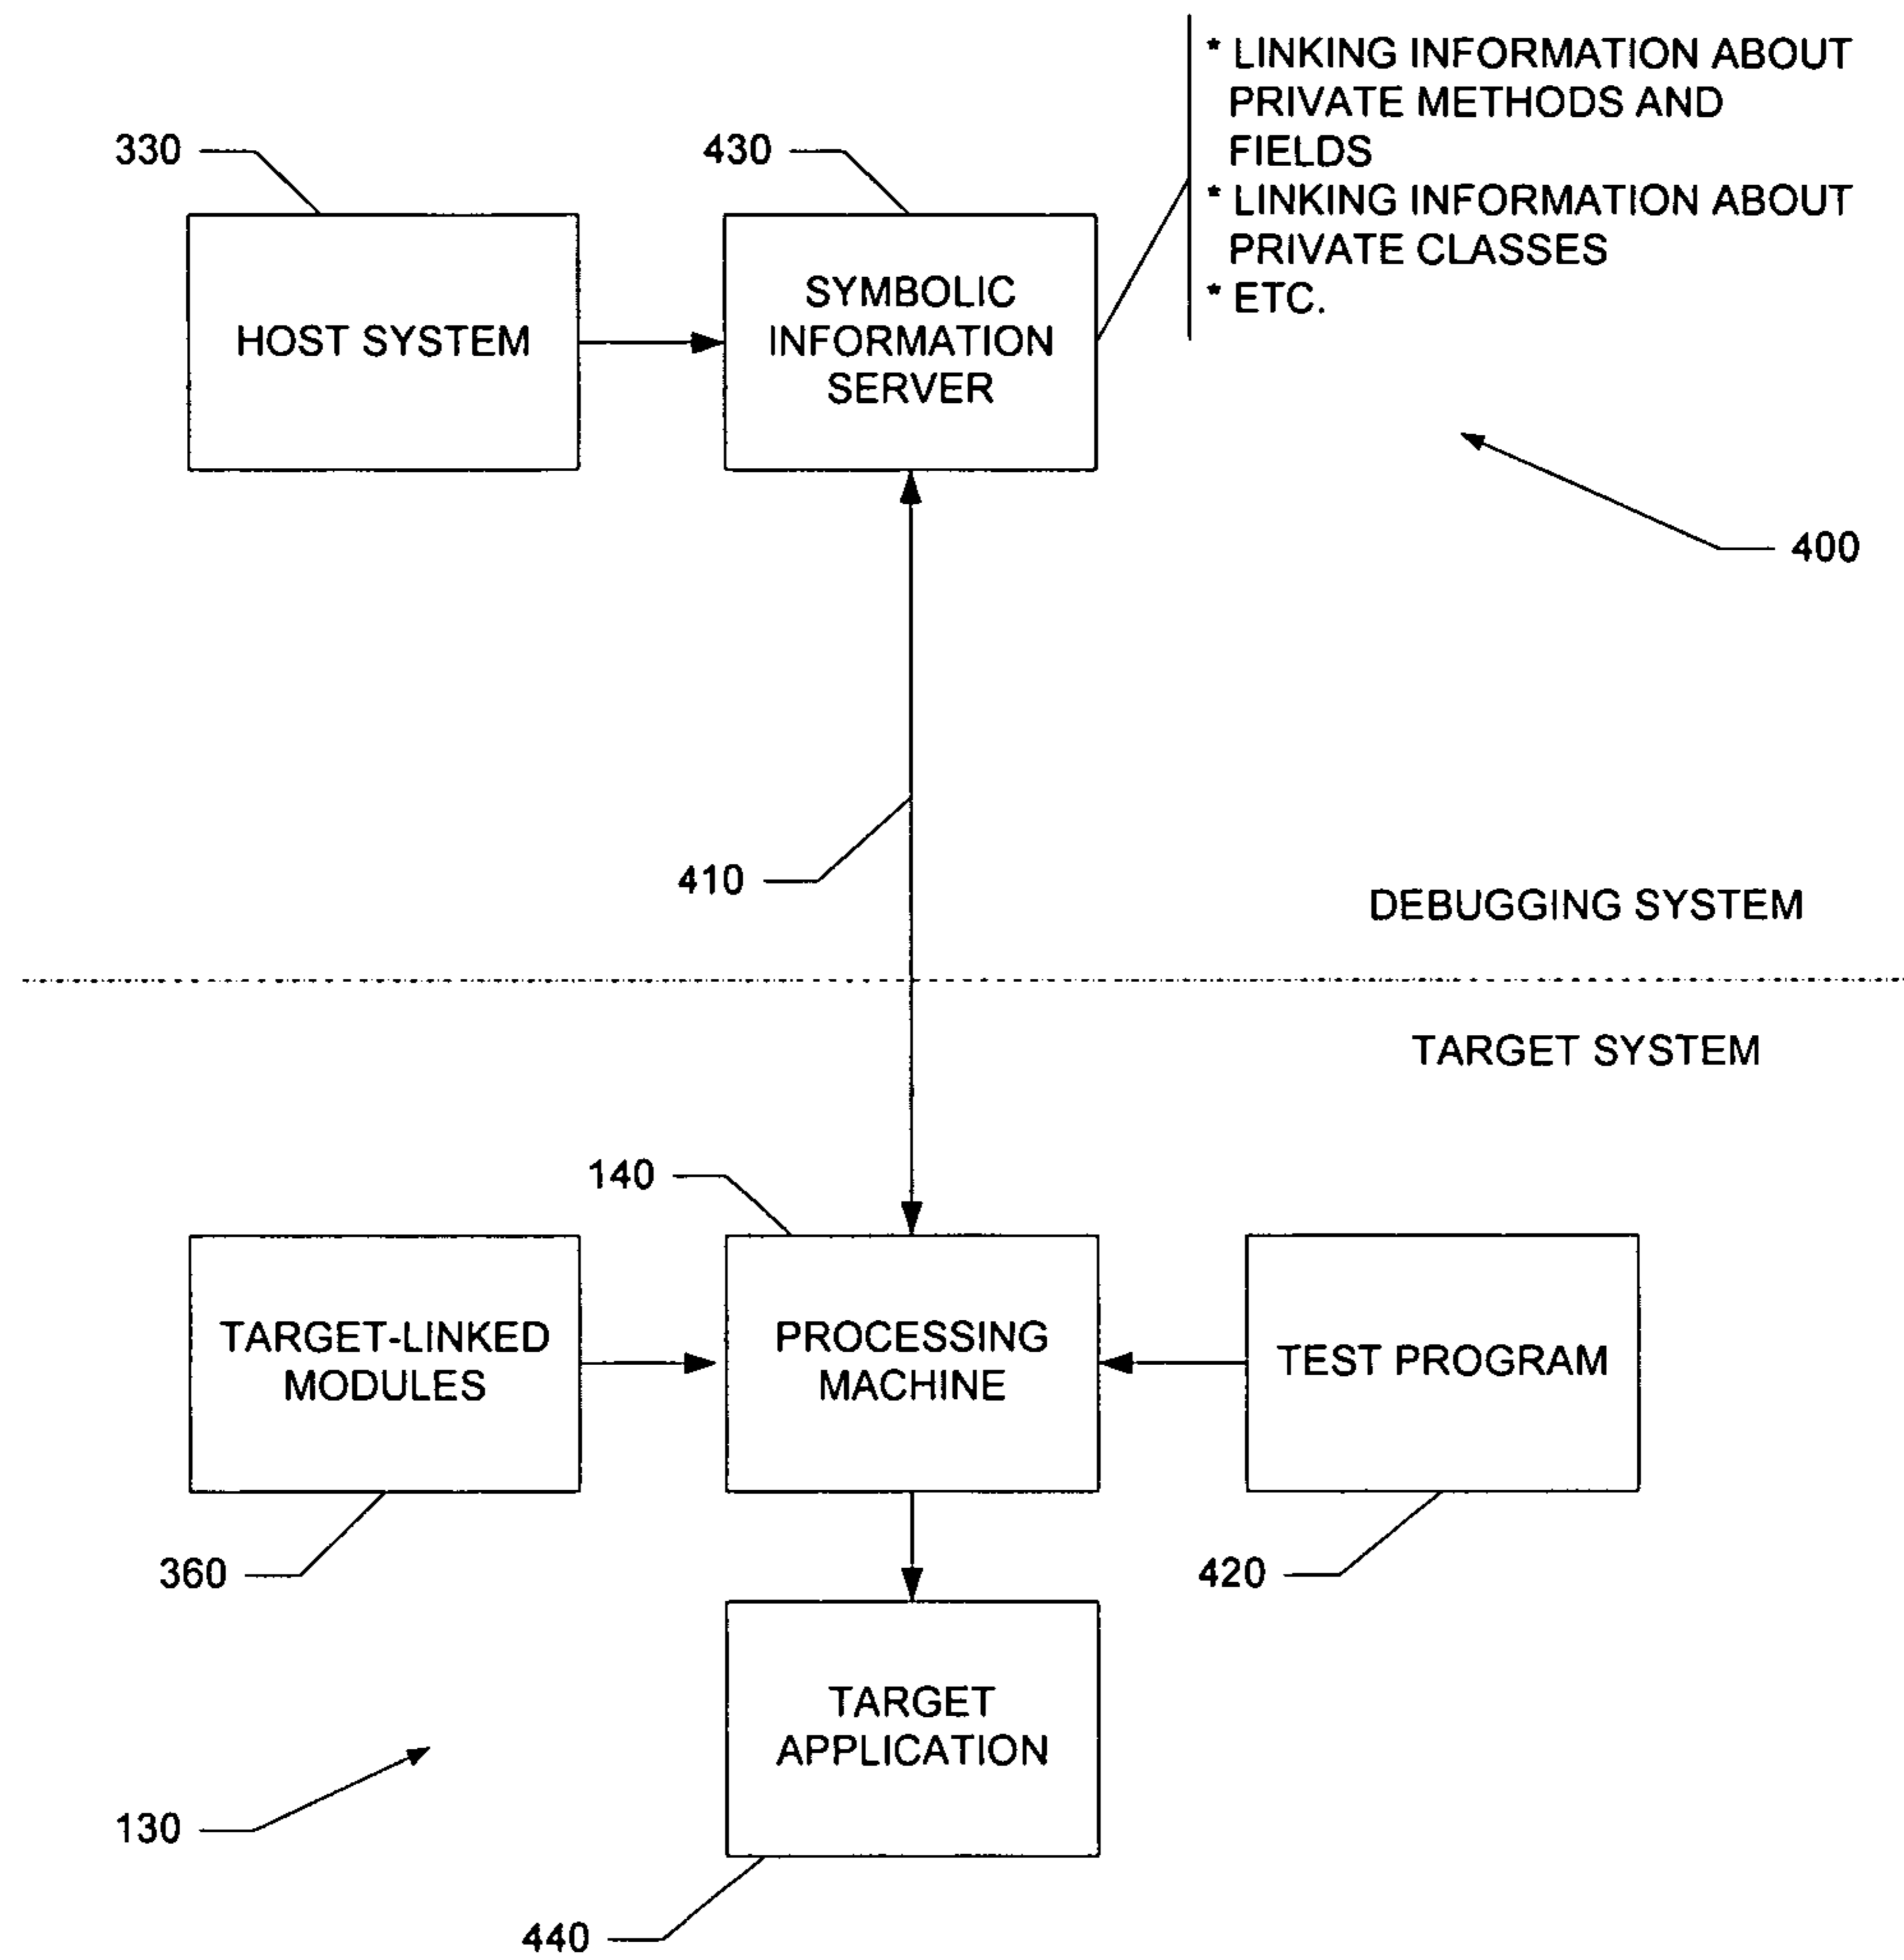 * LINKING INFORMATION ABOUT
PRIVATE METHODS AND
FIELDS
* LINKING INFORMATION ABOUT
PRIVATE CLASSES
* ETC.
330
430
HOST SYSTEM
SYMBOLIC
INFORMATION
SERVER
400
410
DEBUGGING SYSTEM
TARGET SYSTEM
140
TARGET-LINKED
MODULES
PROCESSING
MACHINE
TEST PROGRAM
360
420
TARGET
APPLICATION
130
440